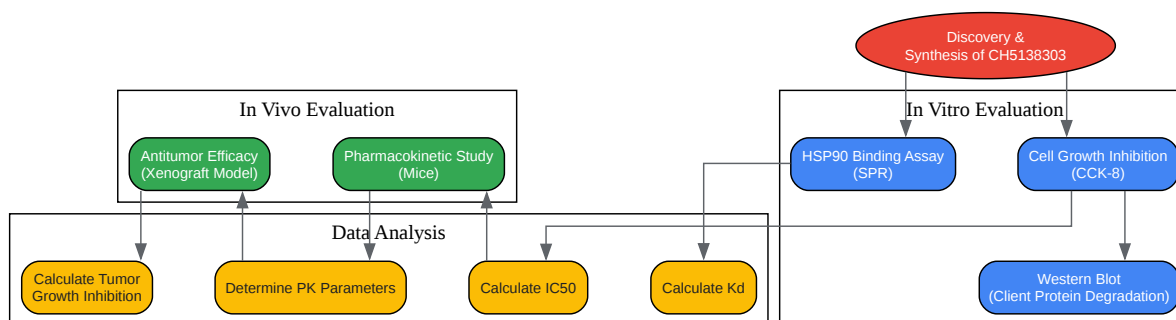 Discovery &
Synthesis of CH5138303
In Vivo Evaluation
In Vitro Evaluation
Antitumor Efficacy
(Xenograft Model)
Pharmacokinetic Study
(Mice)
HSP90 Binding Assay
(SPR)
Cell Growth Inhibition
(CCK-8)
Data Analysis
Calculate Tumor
Growth Inhibition
Determine PK Parameters
Calculate IC50
Calculate Kd
Western Blot
(Client Protein Degradation)